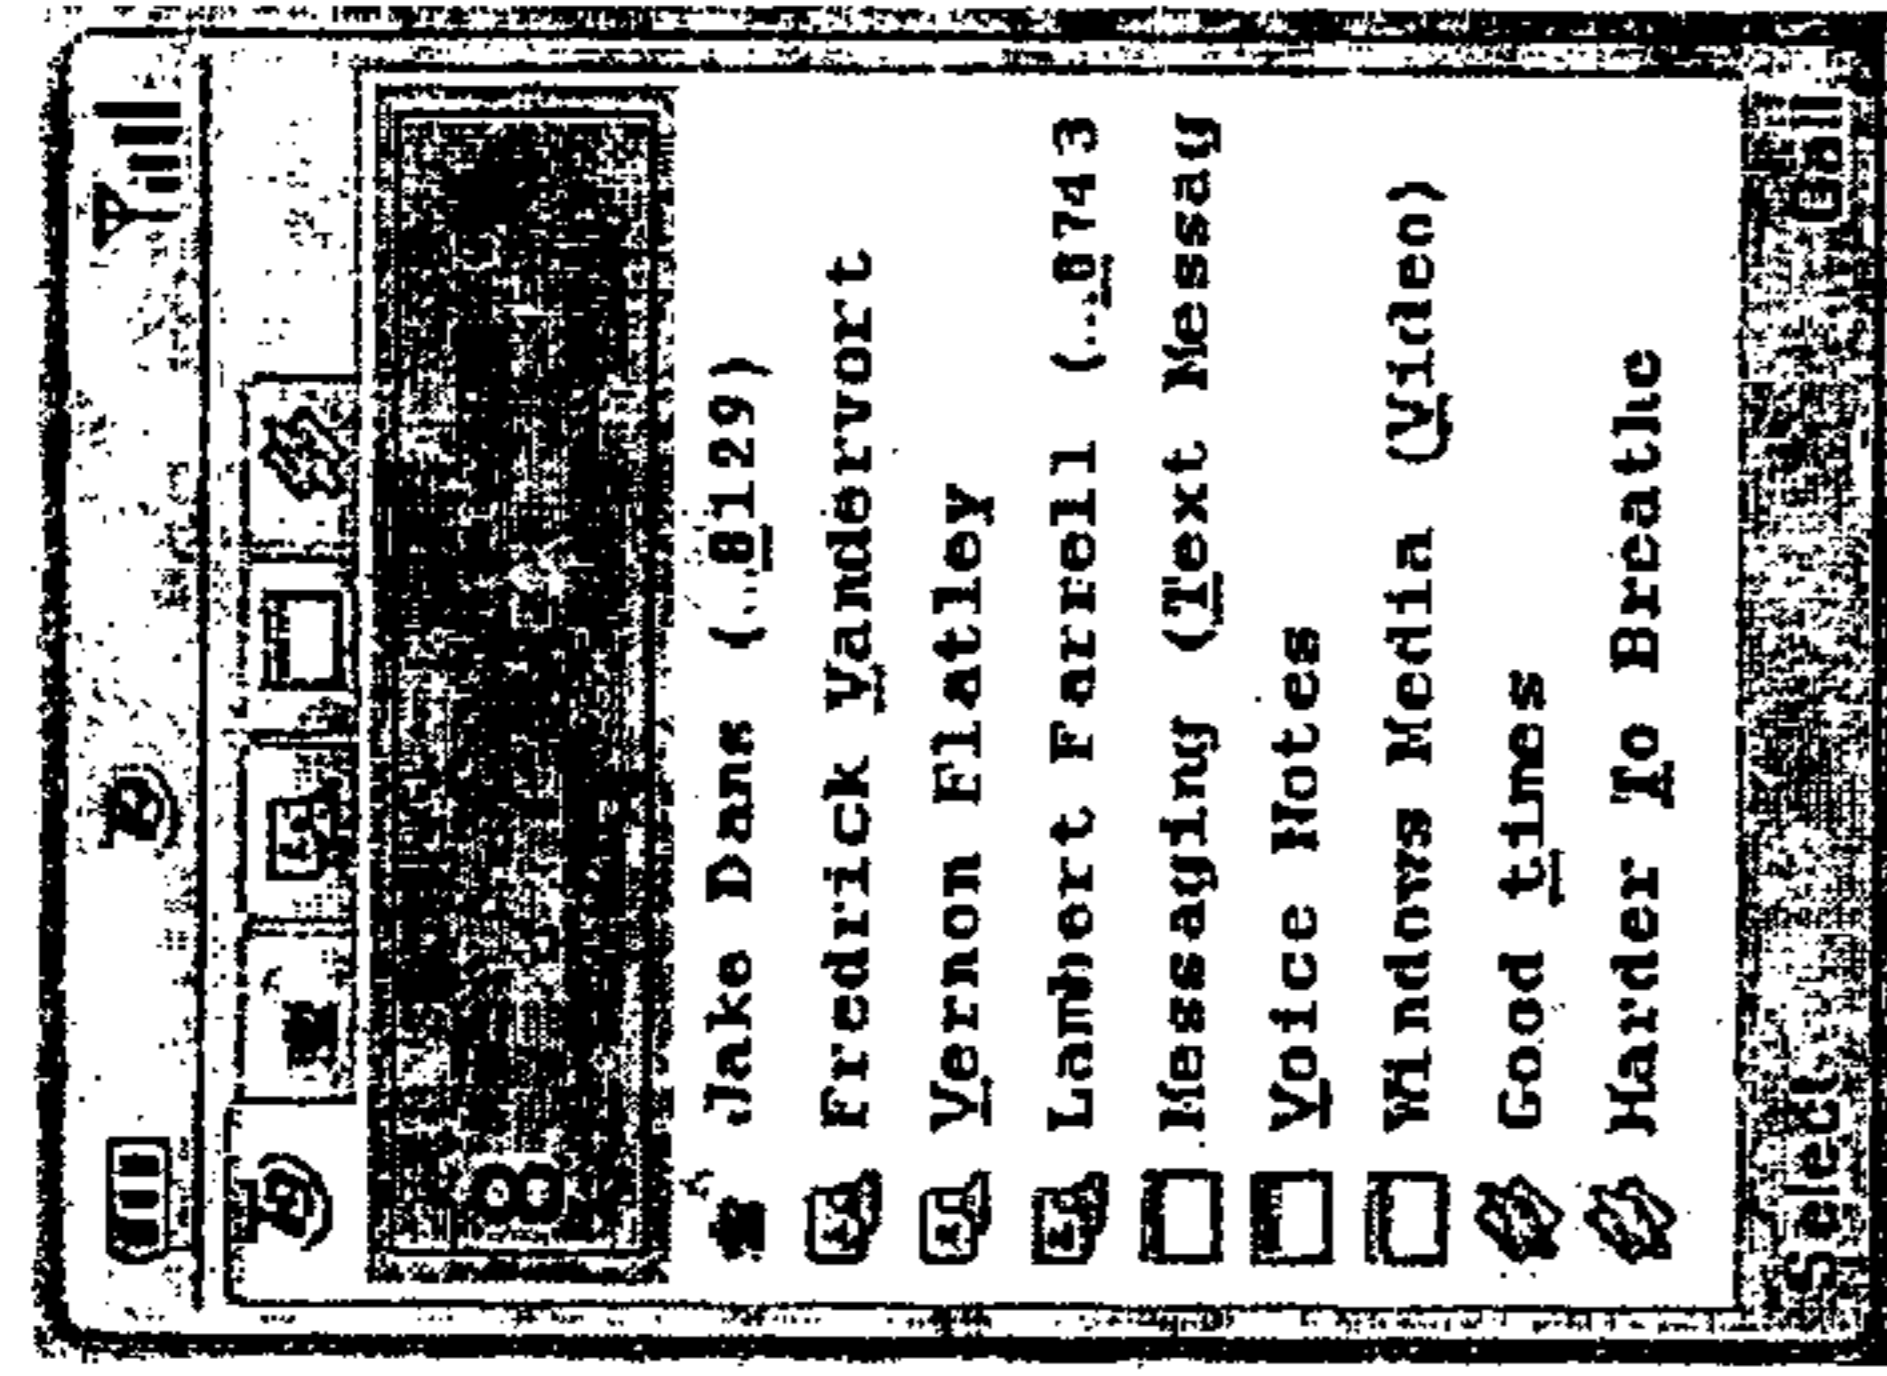 8
Jake Dans (...8129)
Fredrick Vandervort
Vernon Flatley
Lambert Farrell (...8743
Messaging (Text Messag
Voice Notes
Windows Media (Video)
Good times
Harder To Breathe
Select Call